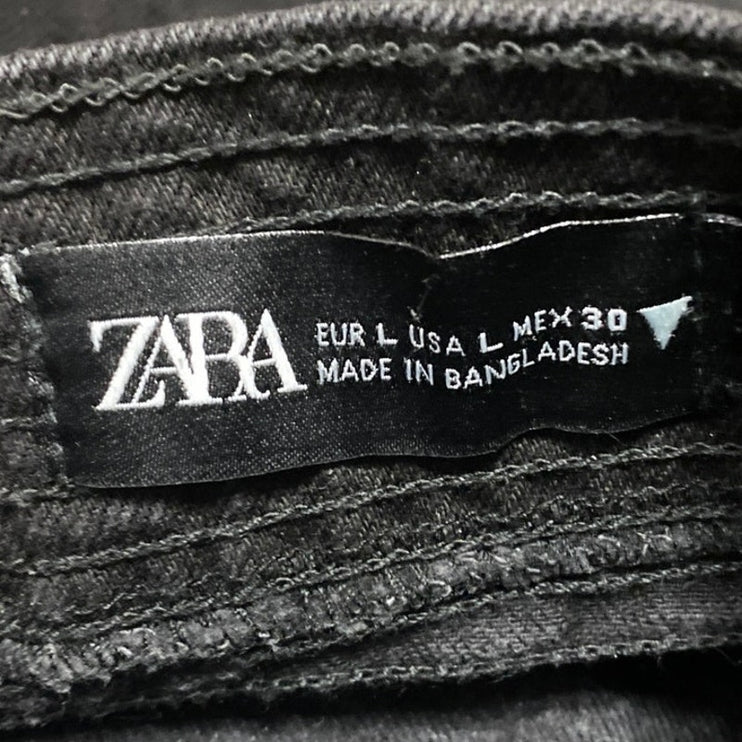 ZARA
EUR L USA L MEX 30
MADE IN BANGLADESH